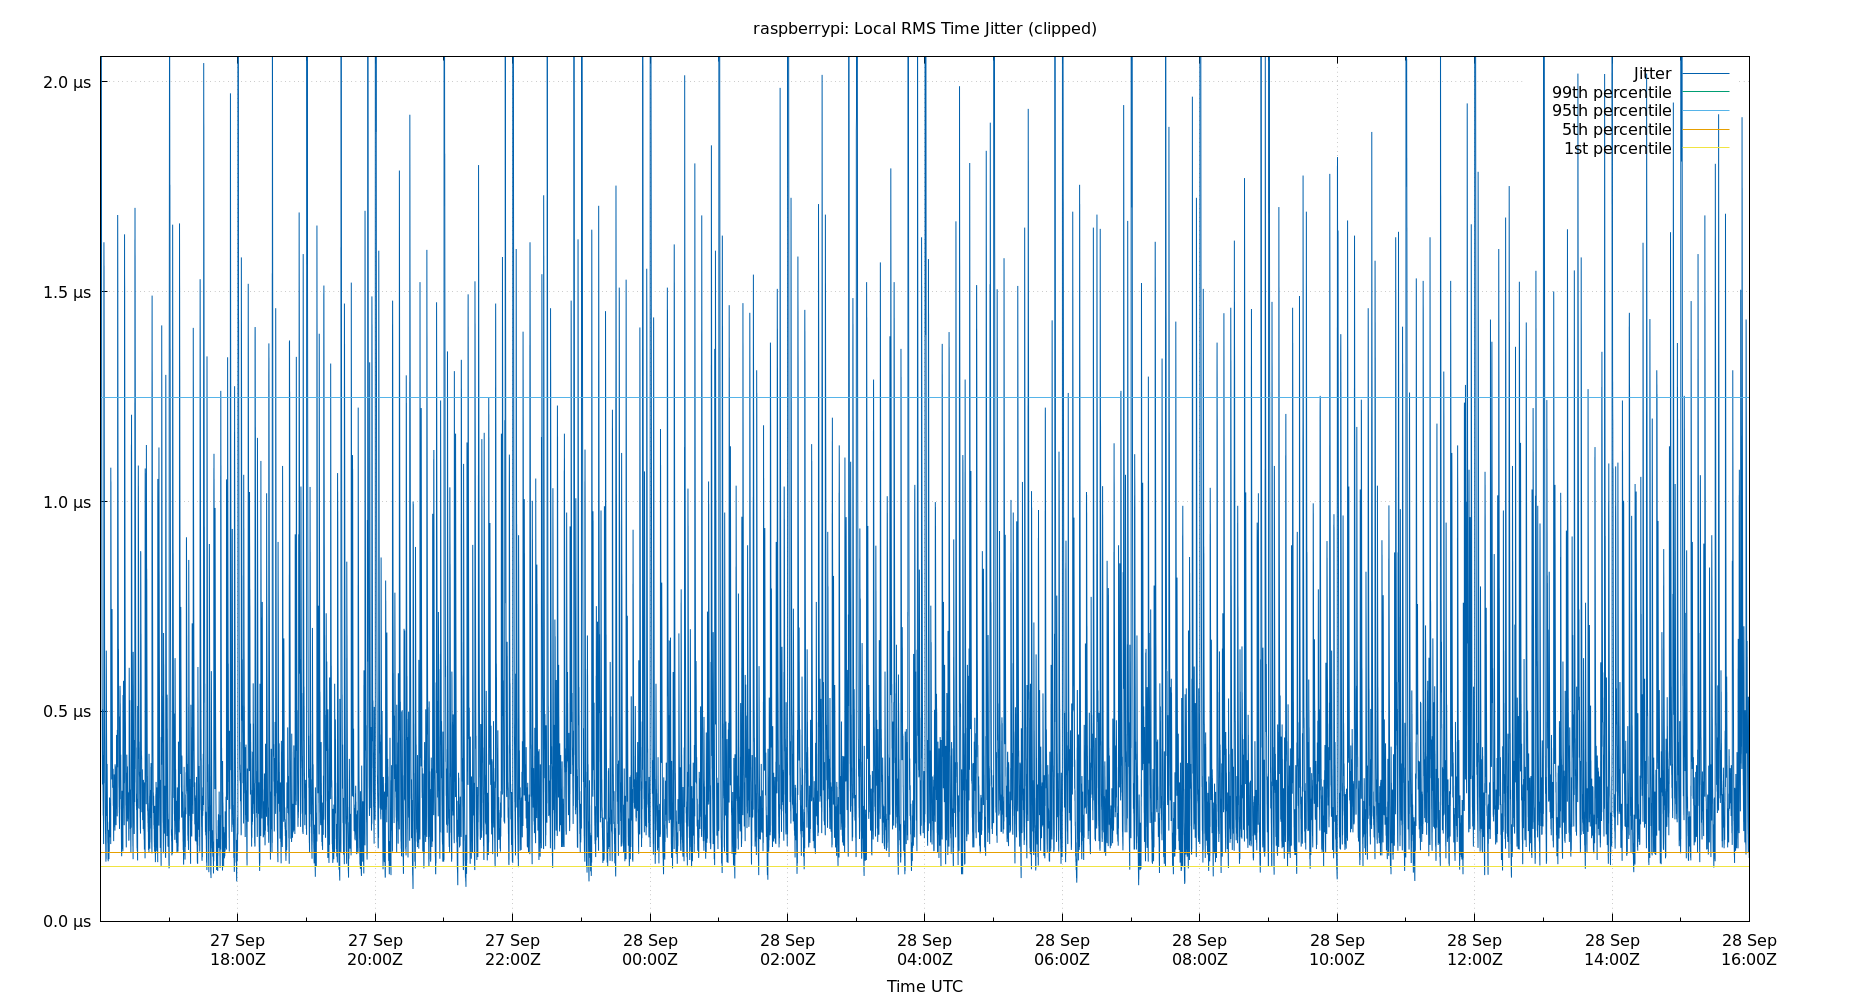 raspberrypi: Local RMS Time Jitter (clipped)
2.0 µs
1.5 µs
1.0 µs
0.5 µs
0.0 µs
Jitter
99th percentile
95th percentile
5th percentile
1st percentile
27 Sep 27 Sep 27 Sep 28 Sep 28 Sep 28 Sep 28 Sep 28 Sep 28 Sep 28 Sep 28 Sep 28 Sep
18:00Z 20:00Z 22:00Z 00:00Z 02:00Z 04:00Z 06:00Z 08:00Z 10:00Z 12:00Z 14:00Z 16:00Z
Time UTC